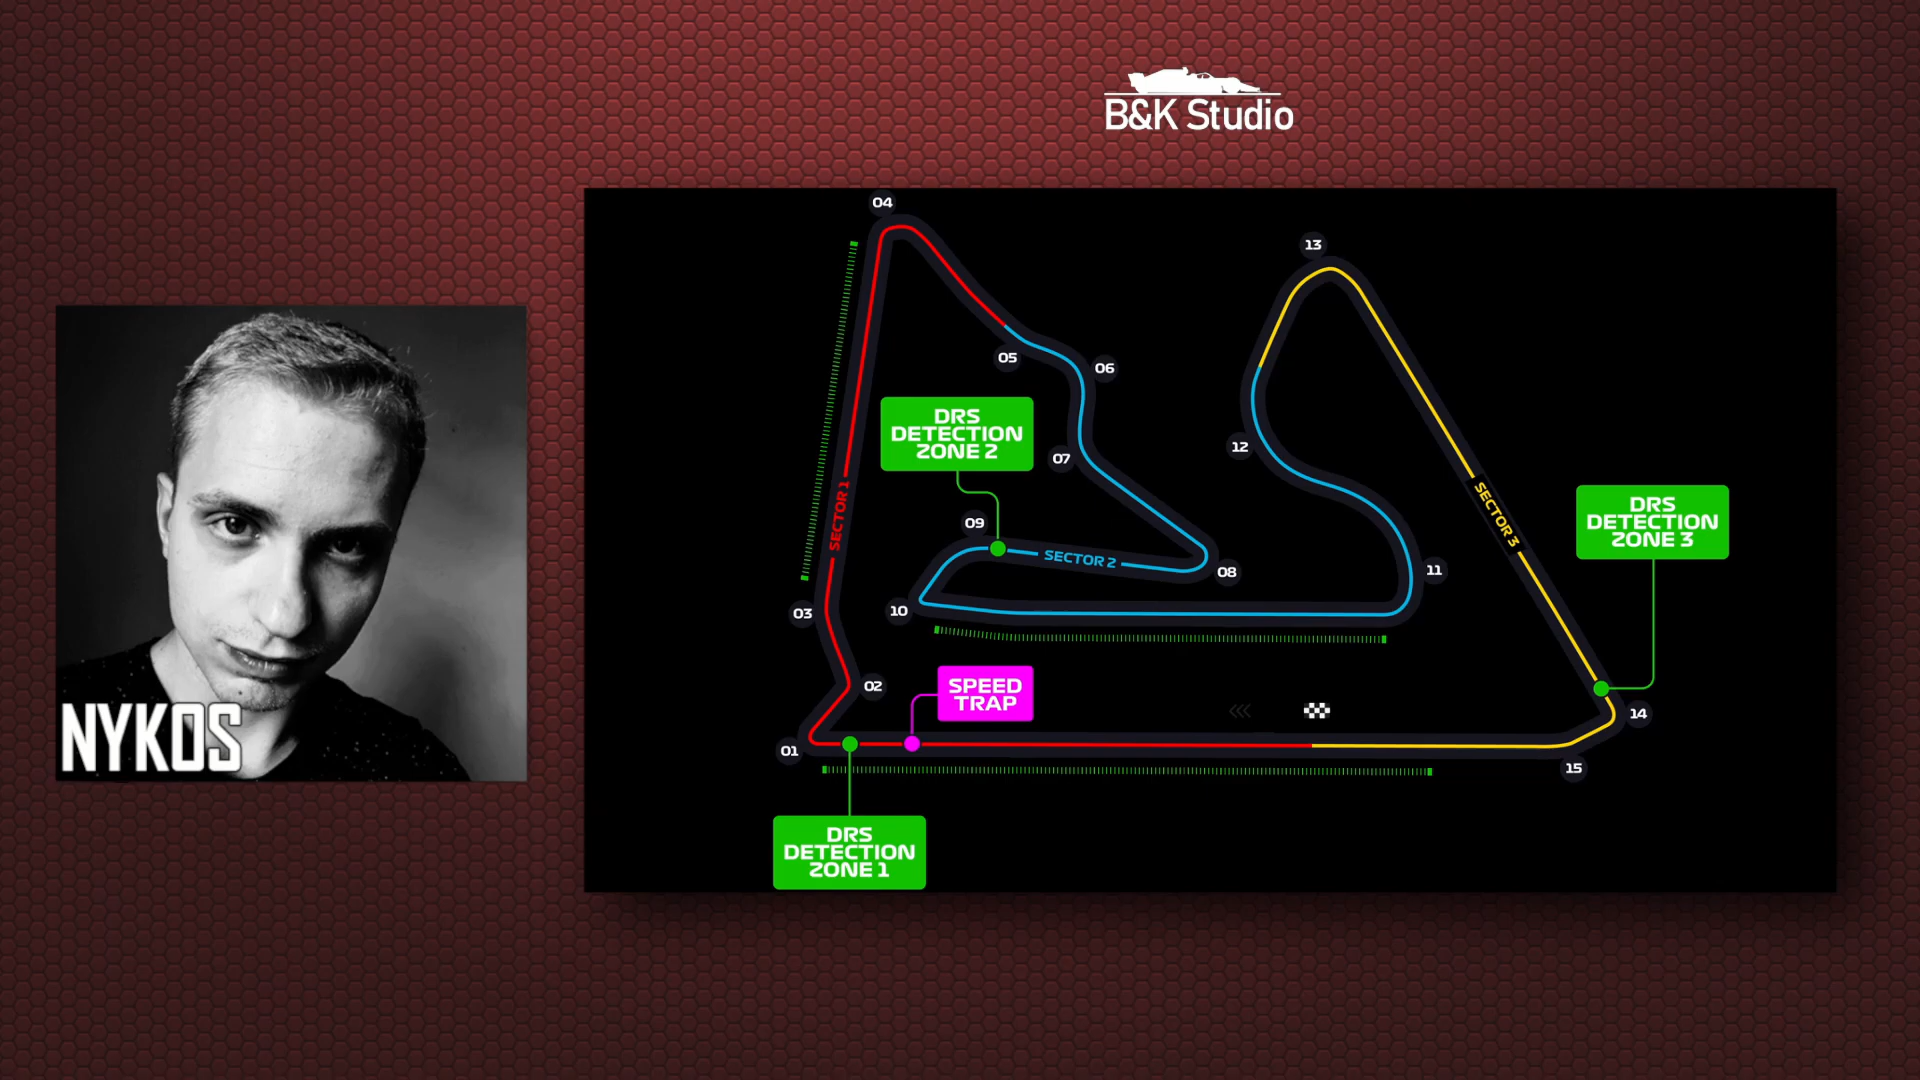 B&K Studio
NYKOS
04
13
05
06
DRS
DETECTION
ZONE 2
07
12
SECTOR 1
SECTOR 3
DRS
DETECTION
ZONE 3
09
SECTOR 2
08
11
03
10
02
SPEED
TRAP
14
01
15
DRS
DETECTION
ZONE 1